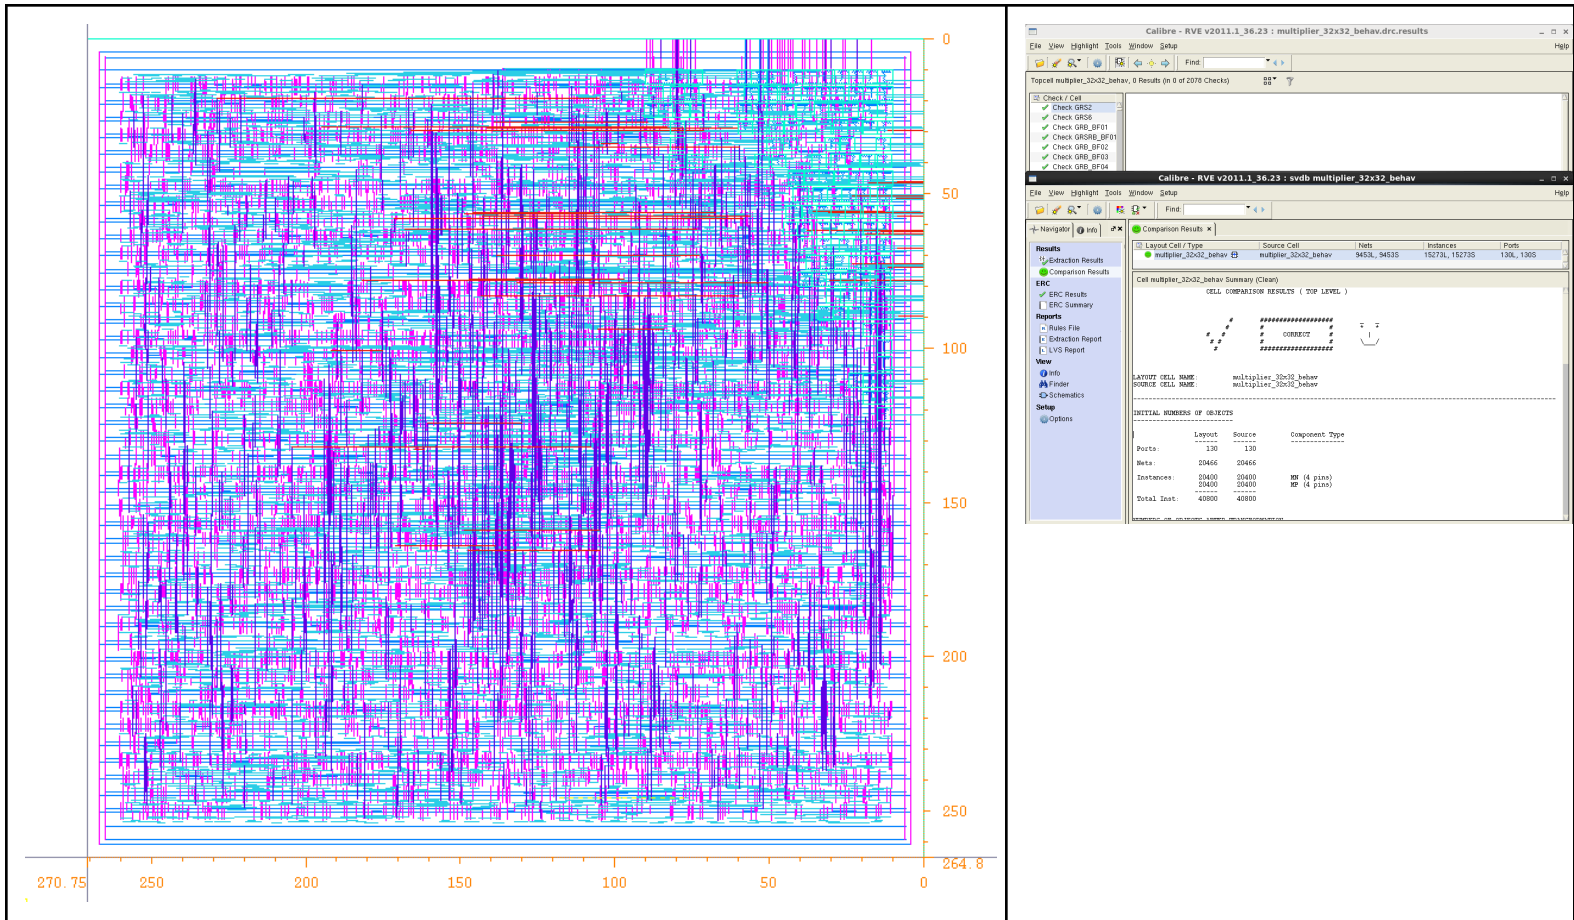 0
50
100
150
200
250
264.8
270.75
250
200
150
100
50
0
Calibre - RVE v2011.1_36.23 : multiplier_32x32_behav.drc.results
File View Highlight Tools Window Setup Help
Find:
Topcell multiplier_32x32_behav, 0 Results (in 0 of 2078 Checks)
Check / Cell
Check GRS2
Check GRS6
Check GRB_BF01
Check GRSRB_BF01
Check GRB_BF02
Check GRB_BF03
Check GRB_BF04
Calibre - RVE v2011.1_36.23 : svdb multiplier_32x32_behav
File View Highlight Tools Window Setup Help
Find:
Navigator Info
Results
Extraction Results
Comparison Results
ERC
ERC Results
ERC Summary
Reports
Rules File
Extraction Report
LVS Report
View
Info
Finder
Schematics
Setup
Options
Comparison Results
Layout Cell / Type Source Cell Nets Instances Ports
multiplier_32x32_behav multiplier_32x32_behav 9453L, 9453S 15273L, 15273S 130L, 130S
Cell multiplier_32x32_behav Summary (Clean)
CELL COMPARISON RESULTS ( TOP LEVEL )
# ###################
# # #
# # # CORRECT #
# # # #
# ###################
LAYOUT CELL NAME: multiplier_32x32_behav
SOURCE CELL NAME: multiplier_32x32_behav
INITIAL NUMBERS OF OBJECTS
Layout Source Component Type
Ports: 130 130
Nets: 20466 20466
Instances: 20400 20400 MN (4 pins)
20400 20400 MP (4 pins)
Total Inst: 40800 40800